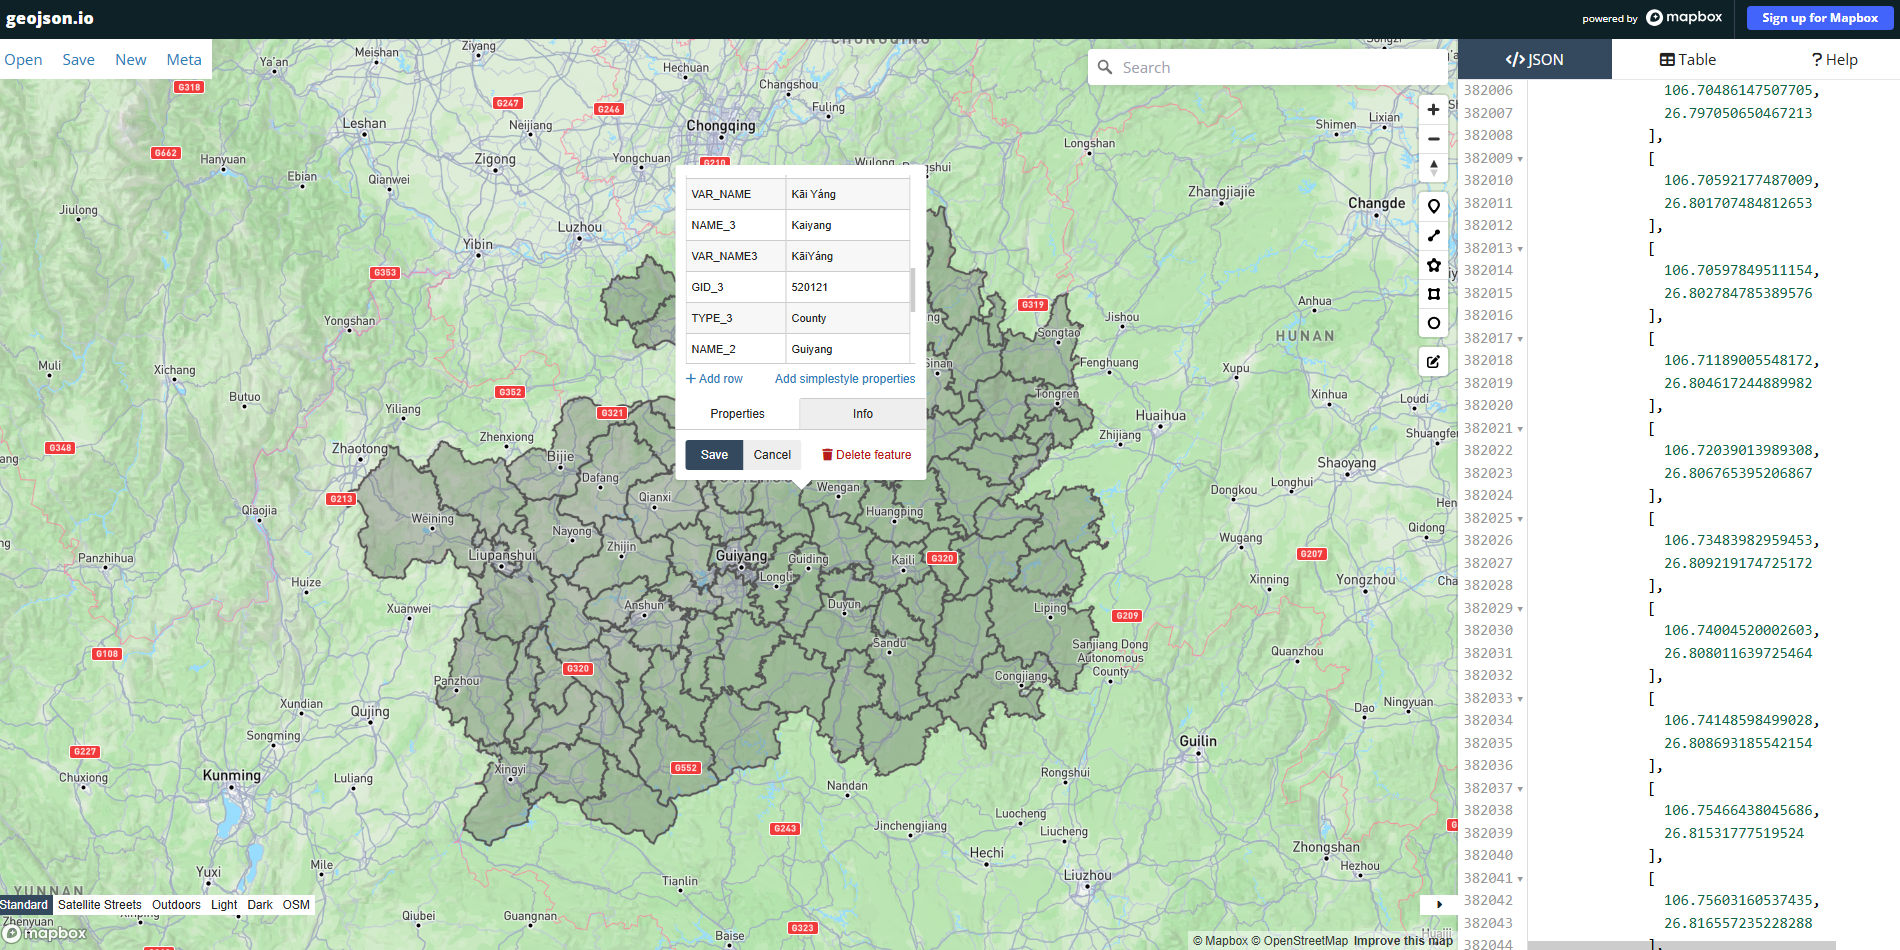 geojson.io
powered by mapbox
Sign up for Mapbox
Open Save New Meta
Search
JSON Table Help
VAR_NAME Kāi Yáng
NAME_3 Kaiyang
VAR_NAME3 KāiYáng
GID_3 520121
TYPE_3 County
NAME_2 Guiyang
+ Add row Add simplestyle properties
Properties Info
Save Cancel Delete feature
382006 106.70486147507705,
382007 26.797050650467213
382008 ],
382009 [
382010 106.70592177487009,
382011 26.801707484812653
382012 ],
382013 [
382014 106.70597849511154,
382015 26.802784785389576
382016 ],
382017 [
382018 106.71189005548172,
382019 26.804617244889982
382020 ],
382021 [
382022 106.72039013989308,
382023 26.806765395206867
382024 ],
382025 [
382026 106.73483982959453,
382027 26.809219174725172
382028 ],
382029 [
382030 106.74004520002603,
382031 26.808011639725464
382032 ],
382033 [
382034 106.74148598499028,
382035 26.808693185542154
382036 ],
382037 [
382038 106.75466438045686,
382039 26.81531777519524
382040 ],
382041 [
382042 106.75603160537435,
382043 26.816557235228288
382044 ],
Ya'an
Meishan
Ziyang
CHONGQING
Hechuan
Changshou
Fuling
G318
G247
G246
Leshan
Neijiang
Chongqing
Shimen
Lixian
Longshan
G662
Hanyuan
Zigong
Yongchuan
G210
Wulong
Ebian
Qianwei
Zhangjiajie
Changde
Jiulong
Luzhou
Yibin
G353
G319
Anhua
Yongshan
Jishou
Songtao
HUNAN
Muli
Xichang
Fenghuang
Xupu
Butuo
G352
Tongren
Xinhua
Loudi
Yiliang
G321
Huaihua
G348
Zhenxiong
Zhijiang
Zhaotong
Bijie
Shaoyang
Dafang
Wengan
Longhui
G213
Qianxi
Dongkou
Qiaojia
Weining
Huangping
Qidong
Nayong
Wugang
Panzhihua
Liupanshui
Zhijin
Guiyang
Guiding
Kaili
G320
G207
Longli
Xinning
Yongzhou
Huize
Xuanwei
Anshun
Duyun
Liping
G209
G108
Sandu
Sanjiang Dong
Autonomous
County
Quanzhou
G320
Panzhou
Congjiang
Xundian
Qujing
Dao
Ningyuan
Songming
Guilin
G227
Chuxiong
Kunming
Luliang
Xingyi
G552
Nandan
Rongshui
Luocheng
G243
Jinchengjiang
Liucheng
Zhongshan
Hechi
Hezhou
Mile
Yuxi
Tianlin
Liuzhou
YUNNAN
Standard Satellite Streets Outdoors Light Dark OSM
Qiubei
Guangnan
G323
Baise
mapbox
© Mapbox © OpenStreetMap Improve this map